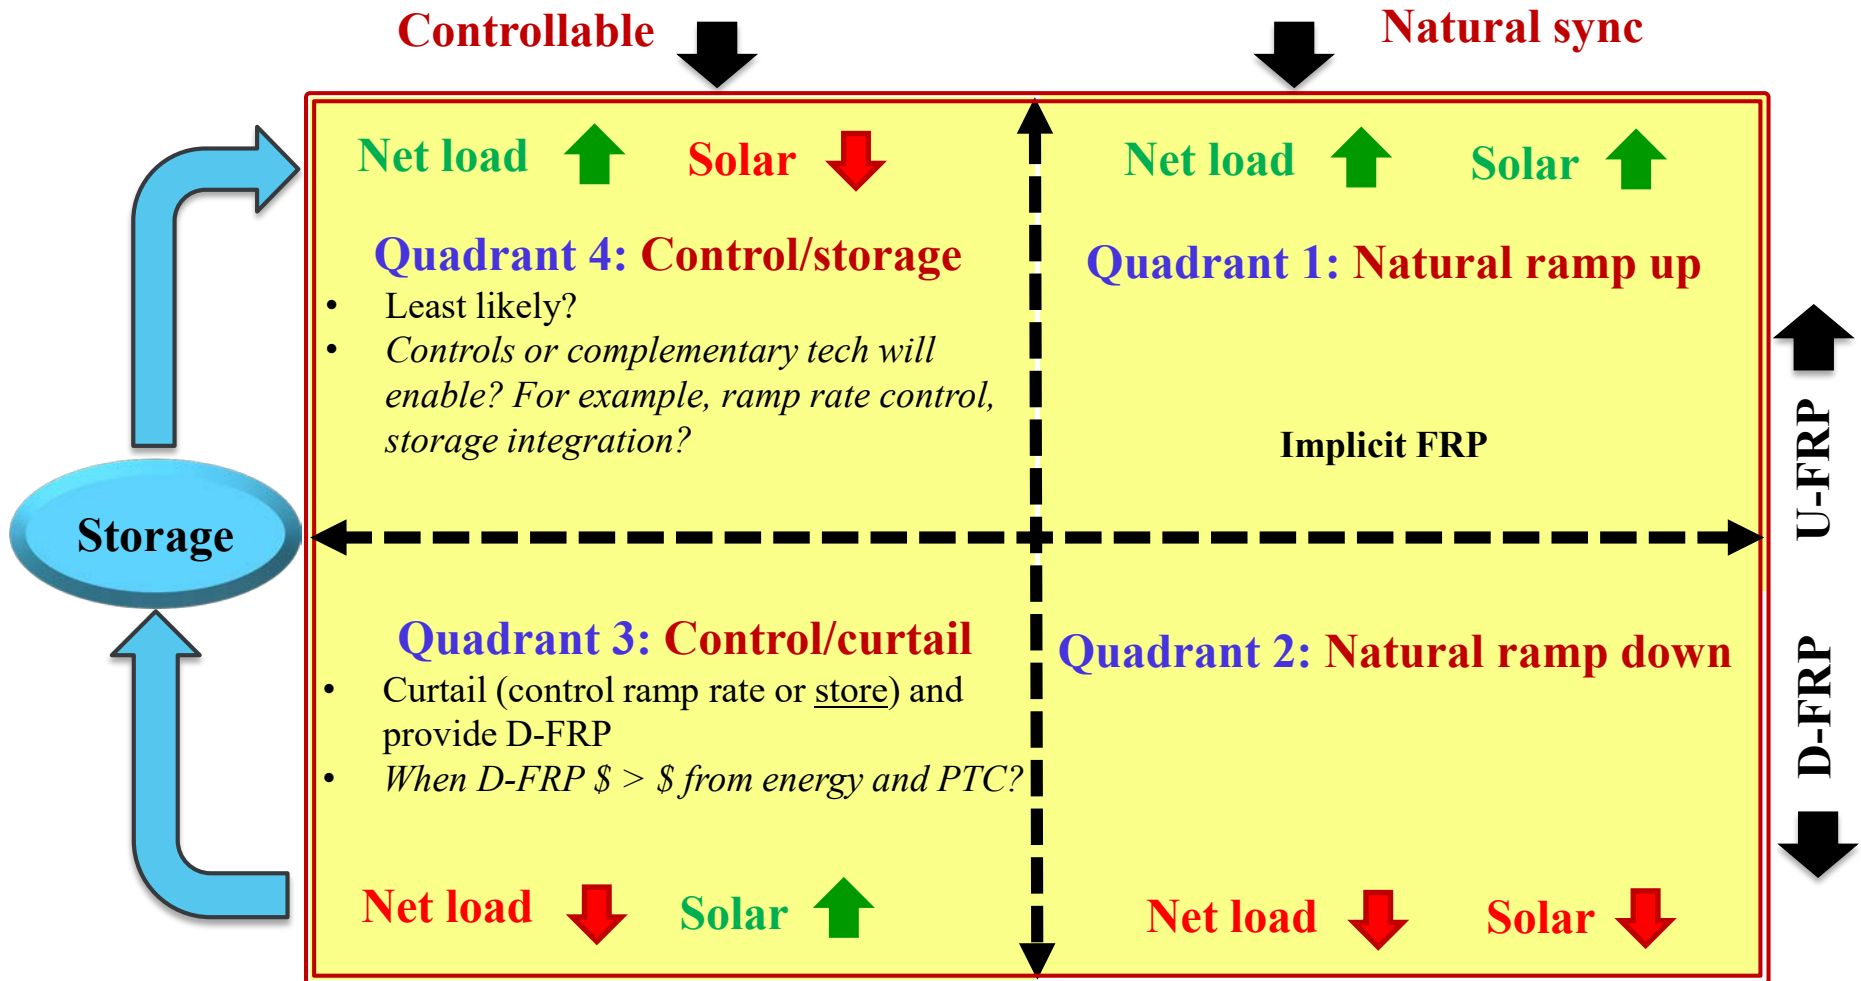 Controllable
Natural sync
Net load
Solar
Net load
Solar
Quadrant 4: Control/storage
• Least likely?
• Controls or complementary tech will
enable? For example, ramp rate control,
storage integration?
Quadrant 1: Natural ramp up
Implicit FRP
U-FRP
Storage
Quadrant 3: Control/curtail
• Curtail (control ramp rate or store) and
provide D-FRP
• When D-FRP $ > $ from energy and PTC?
Quadrant 2: Natural ramp down
D-FRP
Net load
Solar
Net load
Solar